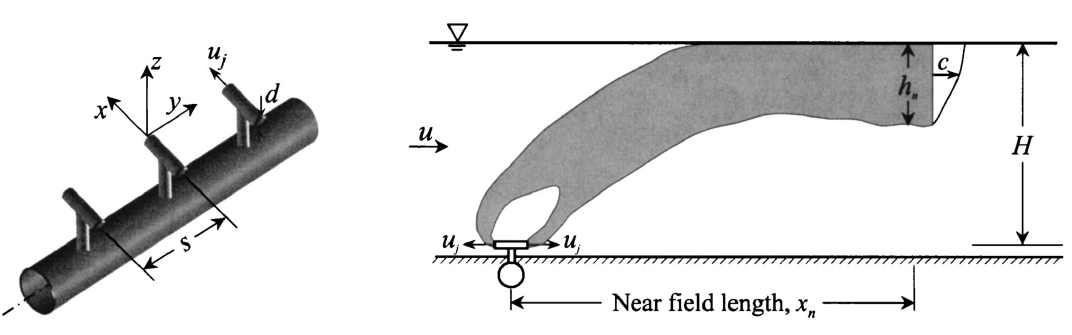 z
u_j
x
y
d
s
c
h_n
u
H
u_j
u_j
Near field length, x_n